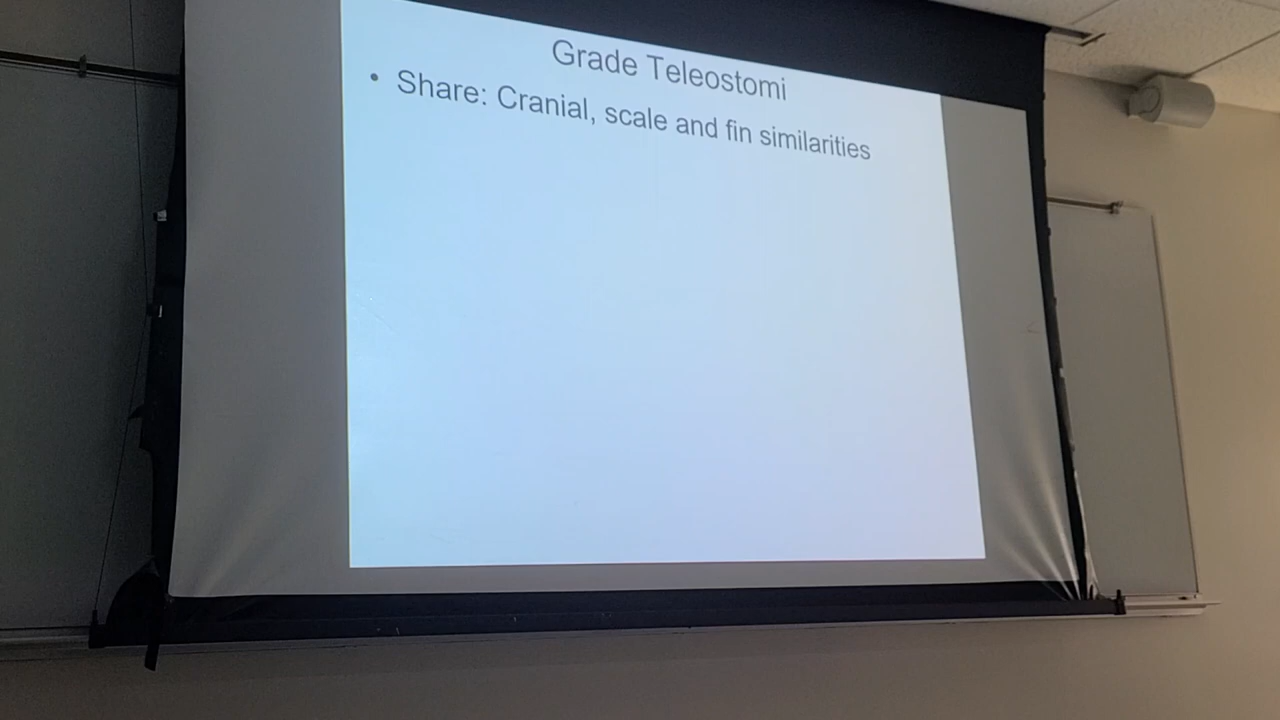 Grade Teleostomi
• Share: Cranial, scale and fin similarities